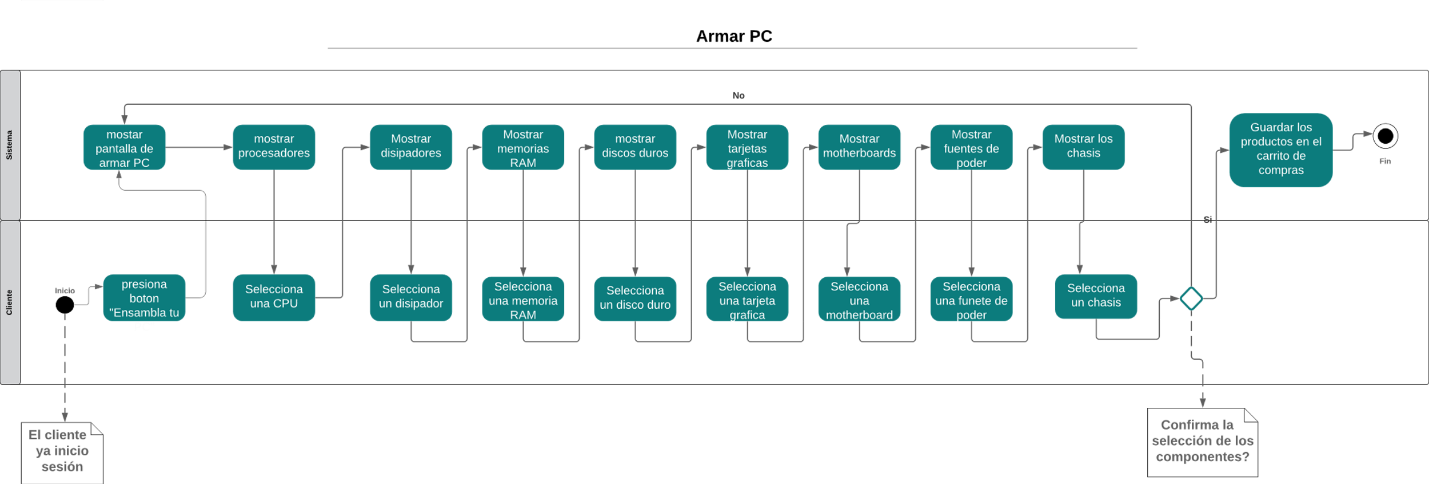 Armar PC
Sistema
No
mostar
pantalla de
armar PC
mostrar
procesadores
Mostrar
disipadores
Mostrar
memorias
RAM
mostrar
discos duros
Mostrar
tarjetas
graficas
Mostrar
motherboards
Mostrar
fuentes de
poder
Mostrar los
chasis
Guardar los
productos en el
carrito de
compras
Fin
Si
Cliente
Inicio
presiona
boton
"Ensambla tu
Selecciona
una CPU
Selecciona
un disipador
Selecciona
una memoria
RAM
Selecciona
un disco duro
Selecciona
una tarjeta
grafica
Selecciona
una
motherboard
Selecciona
una funete de
poder
Selecciona
un chasis
El cliente
ya inicio
sesión
Confirma la
selección de los
componentes?